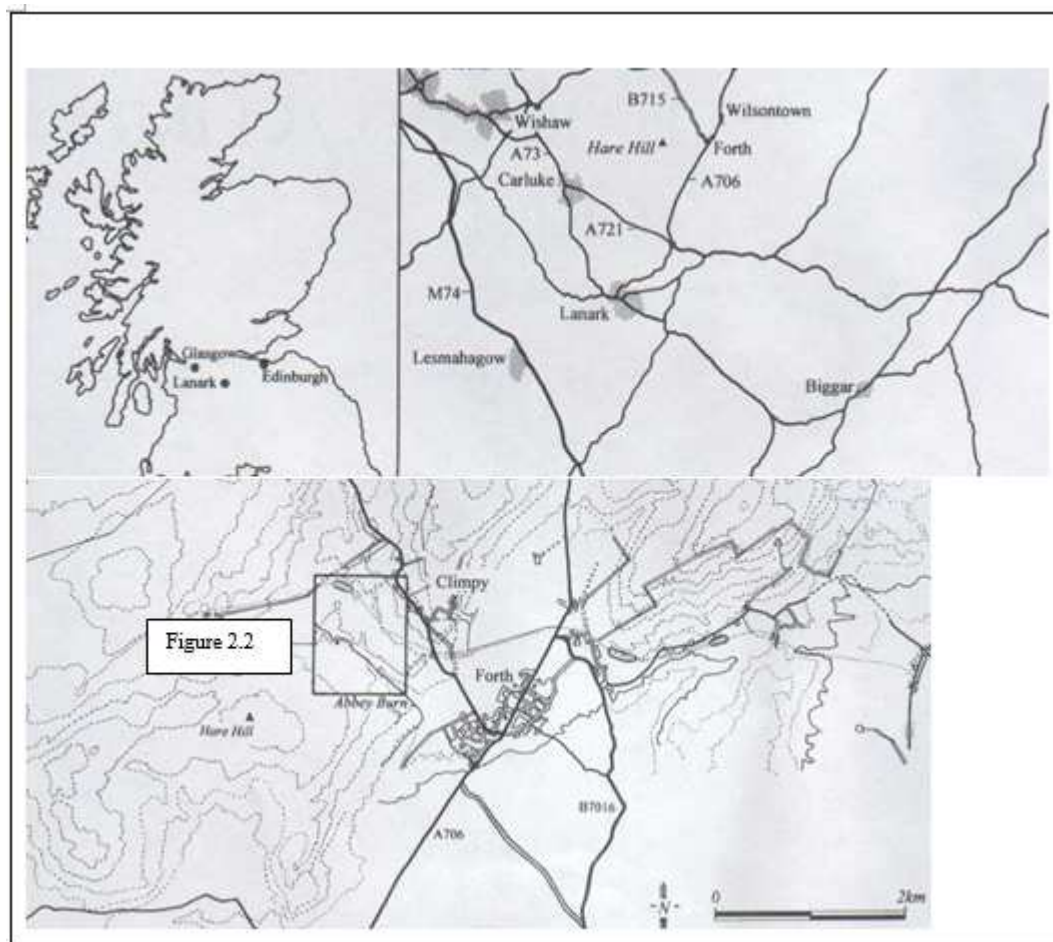 Glasgow
Lanark
Edinburgh
B715
Wilsontown
Wishaw
Hare Hill
Forth
A73
Carluke
A706
A721
M74
Lanark
Lesmahagow
Biggar
Climpy
Figure 2.2
Forth
Abbey Burn
Hare Hill
B7016
A706
N
0
2km